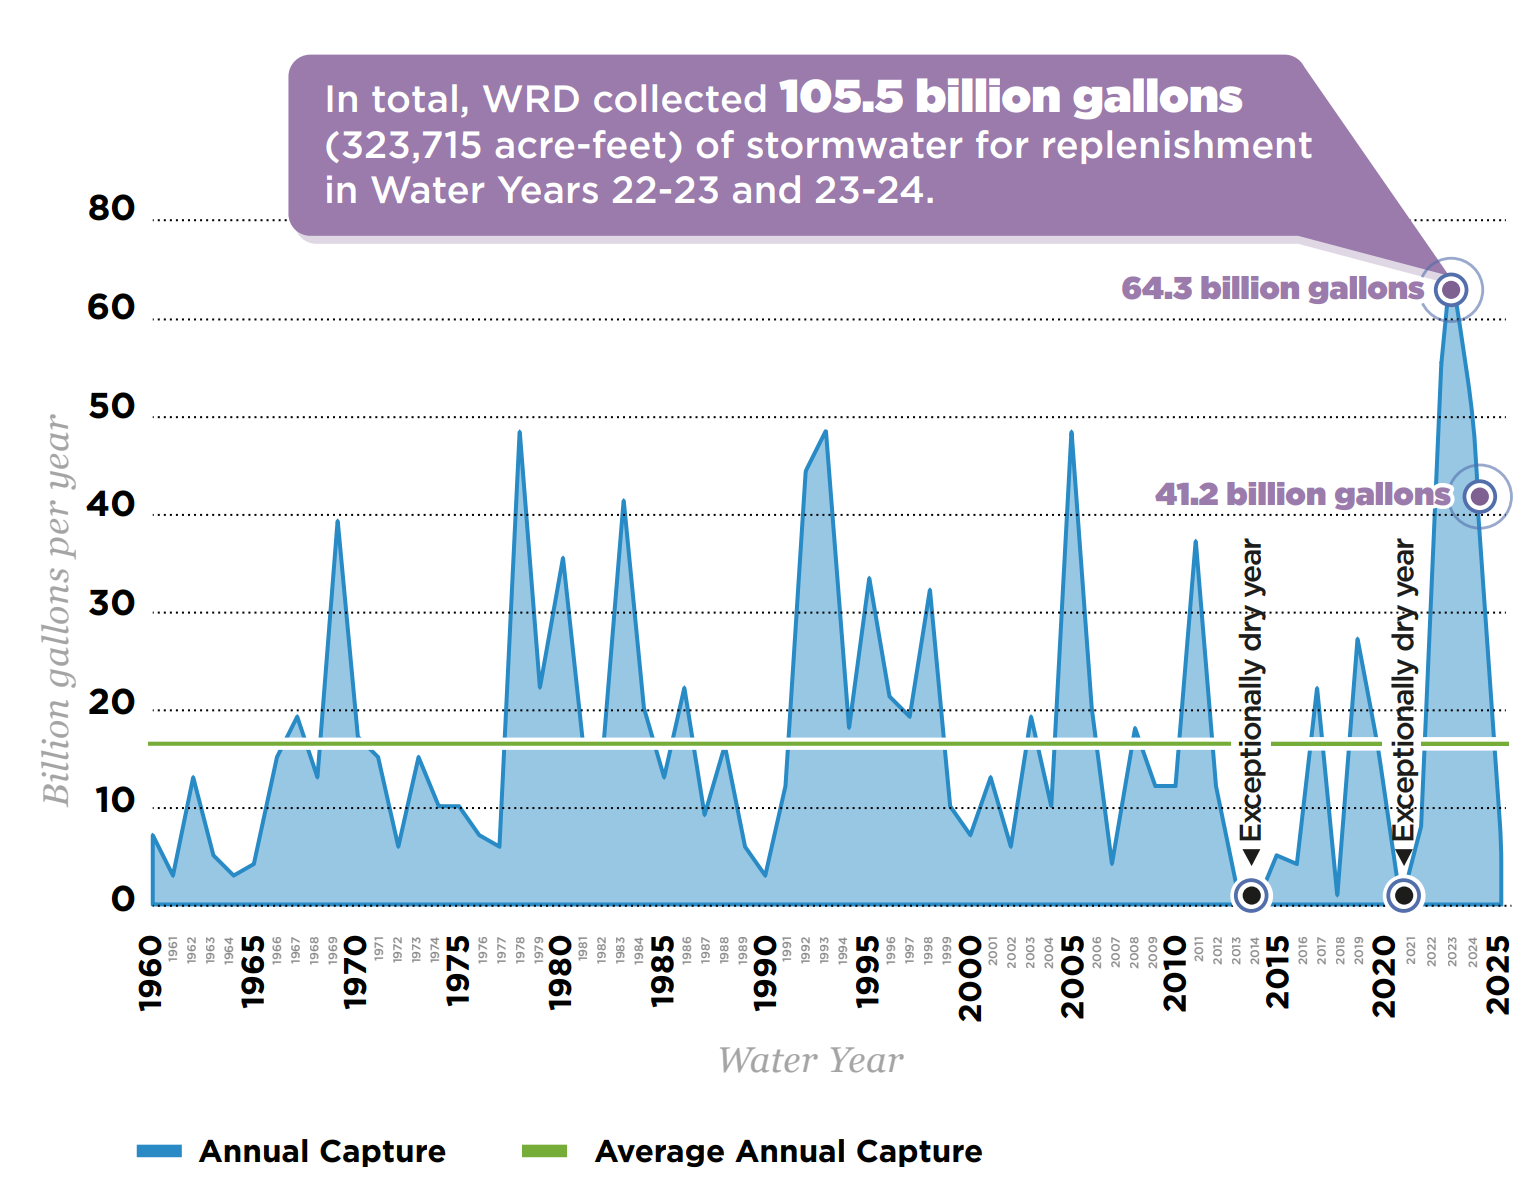 In total, WRD collected 105.5 billion gallons
(323,715 acre-feet) of stormwater for replenishment
in Water Years 22-23 and 23-24.
80
60
50
40
30
20
10
0
Billion gallons per year
64.3 billion gallons
41.2 billion gallons
Exceptionally dry year
Exceptionally dry year
1960 1961 1962 1963 1964 1965 1966 1967 1968 1969 1970 1971 1972 1973 1974 1975 1976 1977 1978 1979 1980 1981 1982 1983 1984 1985 1986 1987 1988 1989 1990 1991 1992 1993 1994 1995 1996 1997 1998 1999 2000 2001 2002 2003 2004 2005 2006 2007 2008 2009 2010 2011 2012 2013 2014 2015 2016 2017 2018 2019 2020 2021 2022 2023 2024 2025
Water Year
Annual Capture
Average Annual Capture